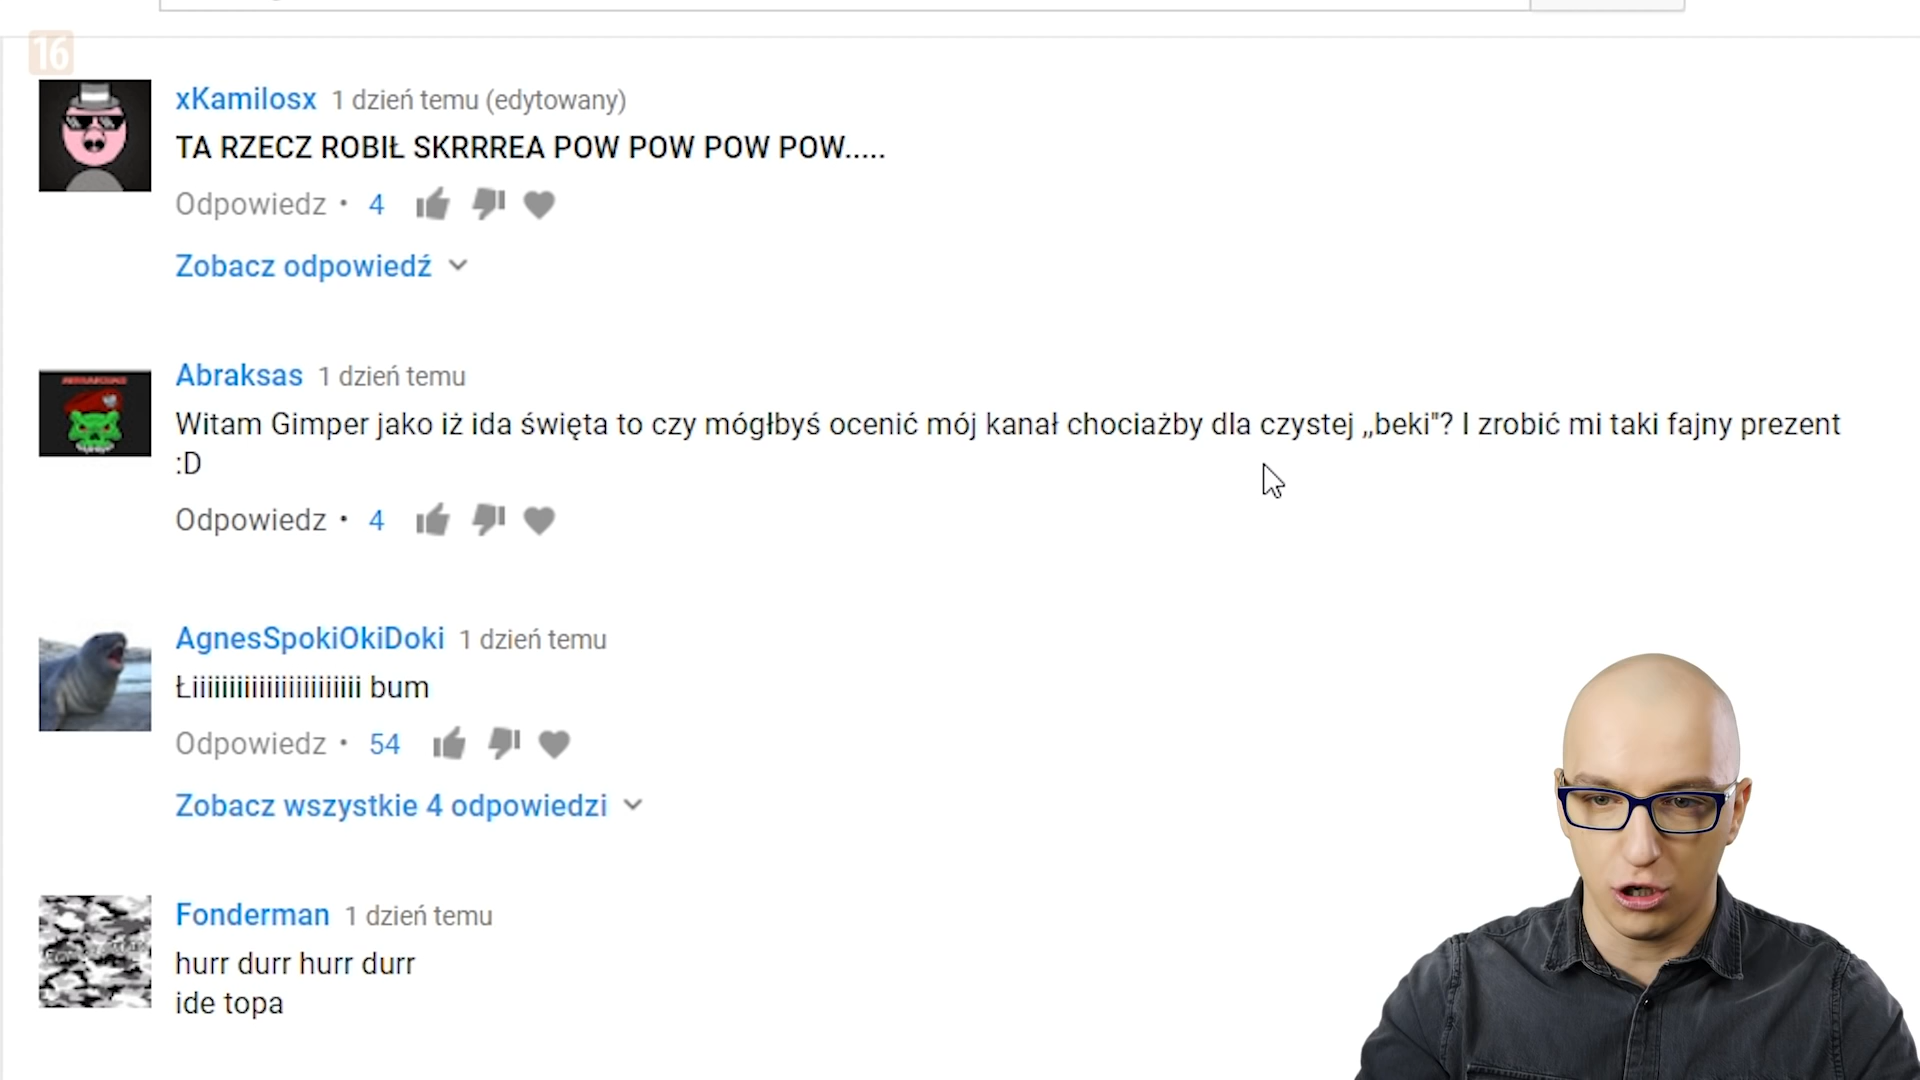 16
xKamilosx 1 dzień temu (edytowany)
TA RZECZ ROBIŁ SKRRREA POW POW POW POW.....
Odpowiedz • 4
Zobacz odpowiedź
Abraksas 1 dzień temu
Witam Gimper jako iż ida święta to czy mógłbyś ocenić mój kanał chociażby dla czystej ,,beki"? I zrobić mi taki fajny prezent
:D
Odpowiedz • 4
AgnesSpokiOkiDoki 1 dzień temu
Łiiiiiiiiiiiiiiiiiiiiiii bum
Odpowiedz • 54
Zobacz wszystkie 4 odpowiedzi
Fonderman 1 dzień temu
hurr durr hurr durr
ide topa